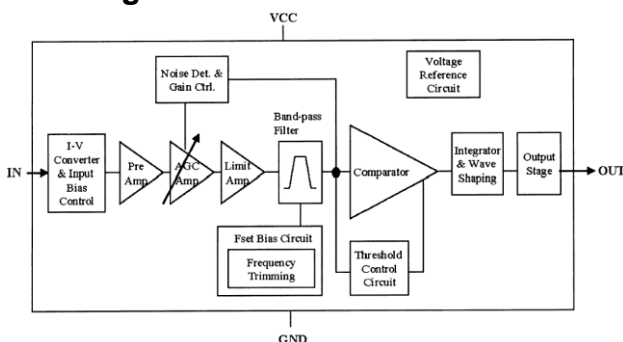 VCC
Noise Det. &
Gain Ctrl.
Voltage
Reference
Circuit
Band-pass
Filter
I-V
Converter
& Input
Bias
Control
IN
Pre
Amp
AGC
Amp
Limit
Amp
Comparator
Integrator
& Wave
Shaping
Output
Stage
OUT
Fset Bias Circuit
Frequency
Trimming
Threshold
Control
Circuit
GND